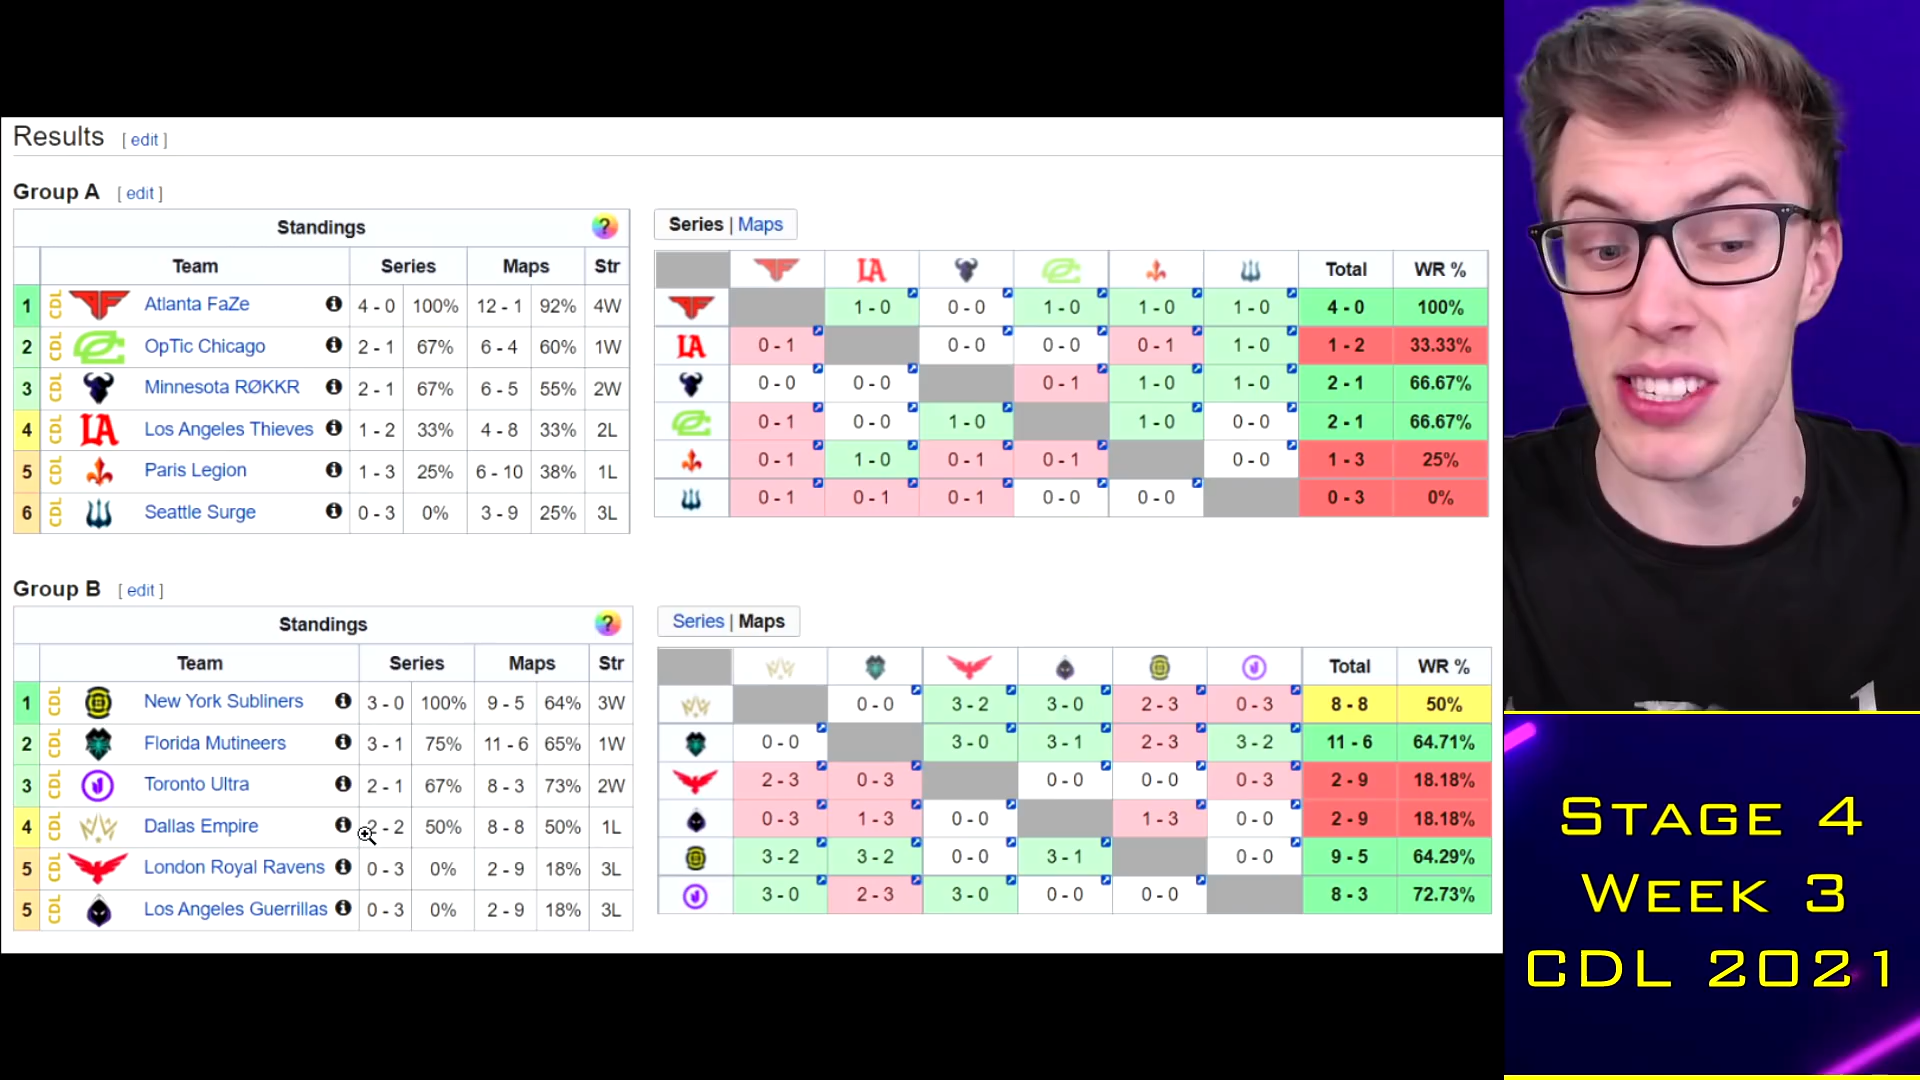 Results [ edit ]
Group A [ edit ]
Standings ?
Team Series Maps Str
1 CDL Atlanta FaZe 4 - 0 100% 12 - 1 92% 4W
2 CDL OpTic Chicago 2 - 1 67% 6 - 4 60% 1W
3 CDL Minnesota RØKKR 2 - 1 67% 6 - 5 55% 2W
4 CDL Los Angeles Thieves 1 - 2 33% 4 - 8 33% 2L
5 CDL Paris Legion 1 - 3 25% 6 - 10 38% 1L
6 CDL Seattle Surge 0 - 3 0% 3 - 9 25% 3L
Series | Maps
LA Total WR %
1 - 0 0 - 0 1 - 0 1 - 0 1 - 0 4 - 0 100%
LA 0 - 1 0 - 0 0 - 0 0 - 1 1 - 0 1 - 2 33.33%
0 - 0 0 - 0 0 - 1 1 - 0 1 - 0 2 - 1 66.67%
0 - 1 0 - 0 1 - 0 1 - 0 0 - 0 2 - 1 66.67%
0 - 1 1 - 0 0 - 1 0 - 1 0 - 0 1 - 3 25%
0 - 1 0 - 1 0 - 1 0 - 0 0 - 0 0 - 3 0%
Group B [ edit ]
Standings ?
Team Series Maps Str
1 CDL New York Subliners 3 - 0 100% 9 - 5 64% 3W
2 CDL Florida Mutineers 3 - 1 75% 11 - 6 65% 1W
3 CDL Toronto Ultra 2 - 1 67% 8 - 3 73% 2W
4 CDL Dallas Empire 2 - 2 50% 8 - 8 50% 1L
5 CDL London Royal Ravens 0 - 3 0% 2 - 9 18% 3L
5 CDL Los Angeles Guerrillas 0 - 3 0% 2 - 9 18% 3L
Series | Maps
Total WR %
0 - 0 3 - 2 3 - 0 2 - 3 0 - 3 8 - 8 50%
0 - 0 3 - 0 3 - 1 2 - 3 3 - 2 11 - 6 64.71%
2 - 3 0 - 3 0 - 0 0 - 0 0 - 3 2 - 9 18.18%
0 - 3 1 - 3 0 - 0 1 - 3 0 - 0 2 - 9 18.18%
3 - 2 3 - 2 0 - 0 3 - 1 0 - 0 9 - 5 64.29%
3 - 0 2 - 3 3 - 0 0 - 0 0 - 0 8 - 3 72.73%
STAGE 4
WEEK 3
CDL 2021